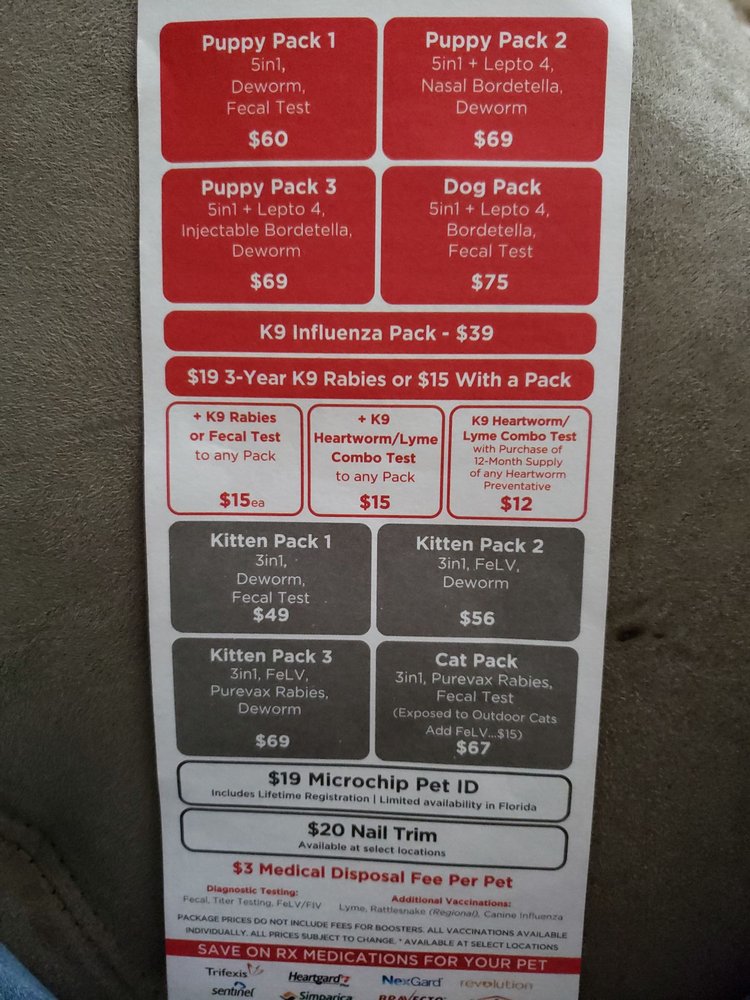 Puppy Pack 1
5in1,
Deworm,
Fecal Test
$60
Puppy Pack 2
5in1 + Lepto 4,
Nasal Bordetella,
Deworm
$69
Puppy Pack 3
5in1 + Lepto 4,
Injectable Bordetella,
Deworm
$69
Dog Pack
5in1 + Lepto 4,
Bordetella,
Fecal Test
$75
K9 Influenza Pack - $39
$19 3-Year K9 Rabies or $15 With a Pack
+ K9 Rabies
or Fecal Test
to any Pack
$15ea
+ K9
Heartworm/Lyme
Combo Test
to any Pack
$15
K9 Heartworm/
Lyme Combo Test
with Purchase of
12-Month Supply
of any Heartworm
Preventative
$12
Kitten Pack 1
3in1,
Deworm,
Fecal Test
$49
Kitten Pack 2
3in1, FeLV,
Deworm
$56
Kitten Pack 3
3in1, FeLV,
Purevax Rabies,
Deworm
$69
Cat Pack
3in1, Purevax Rabies,
Fecal Test
(Exposed to Outdoor Cats
Add FeLV...$15)
$67
$19 Microchip Pet ID
Includes Lifetime Registration | Limited availability in Florida
$20 Nail Trim
Available at select locations
$3 Medical Disposal Fee Per Pet
Diagnostic Testing:
Fecal, Titer Testing, FeLV/FIV
Additional Vaccinations:
Lyme, Rattlesnake (Regional), Canine Influenza
PACKAGE PRICES DO NOT INCLUDE FEES FOR BOOSTERS. ALL VACCINATIONS AVAILABLE
INDIVIDUALLY. ALL PRICES SUBJECT TO CHANGE. * AVAILABLE AT SELECT LOCATIONS
SAVE ON RX MEDICATIONS FOR YOUR PET
Trifexis
Heartgard
NexGard
revolution
sentinel
Simparica
BRAVECTO